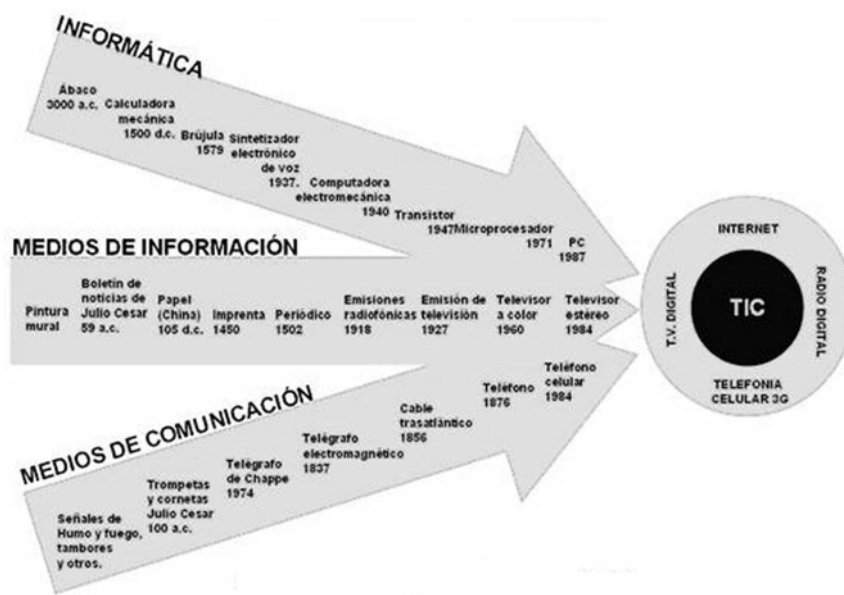 INFORMÁTICA
Ábaco
3000 a.c.
Calculadora
mecánica
1500 d.c.
Brújula
1579
Sintetizador
electrónico
de voz
1937.
Computadora
electromecánica
1940
Transistor
1947
Microprocesador
1971
PC
1987
MEDIOS DE INFORMACIÓN
Pintura
mural
Boletín de
noticias de
Julio Cesar
59 a.c.
Papel
(China)
105 d.c.
Imprenta
1450
Periódico
1502
Emisiones
radiofónicas
1918
Emisión de
televisión
1927
Televisor
a color
1960
Televisor
estéreo
1984
MEDIOS DE COMUNICACIÓN
Señales de
Humo y fuego,
tambores
y otros.
Trompetas
y cornetas
Julio Cesar
100 a.c.
Telégrafo
de Chappe
1974
Telégrafo
electromagnético
1837
Cable
trasatlántico
1856
Teléfono
1876
Teléfono
celular
1984
INTERNET
T.V. DIGITAL
TIC
RADIO DIGITAL
TELEFONIA
CELULAR 3G